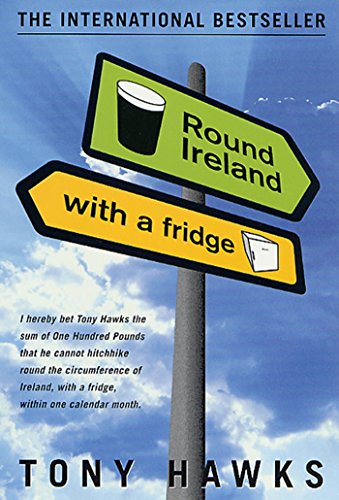 THE INTERNATIONAL BESTSELLER
Round
Ireland
with a fridge
I hereby bet Tony Hawks the
sum of One Hundred Pounds
that he cannot hitchhike
round the circumference of
Ireland, with a fridge,
within one calendar month.
TONY HAWKS